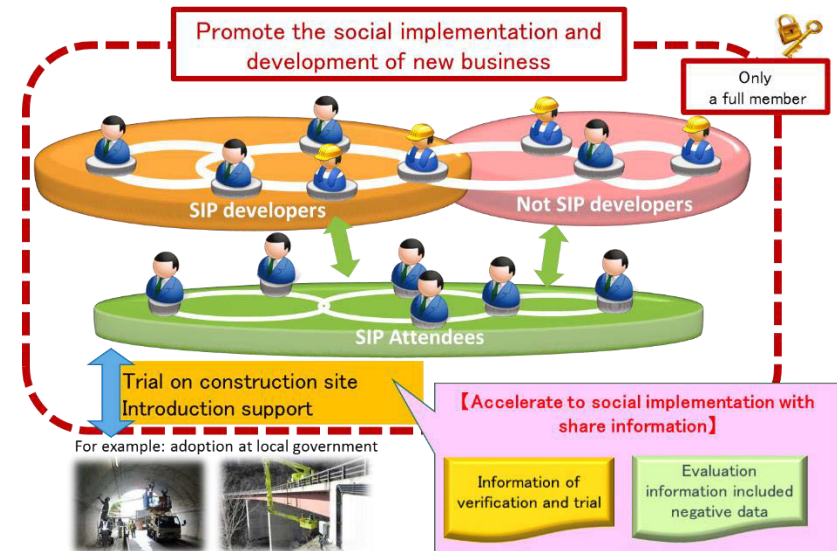 Promote the social implementation and
development of new business
Only
a full member
SIP developers
Not SIP developers
SIP Attendees
Trial on construction site
Introduction support
For example: adoption at local government
【Accelerate to social implementation with
share information】
Information of
verification and trial
Evaluation
information included
negative data